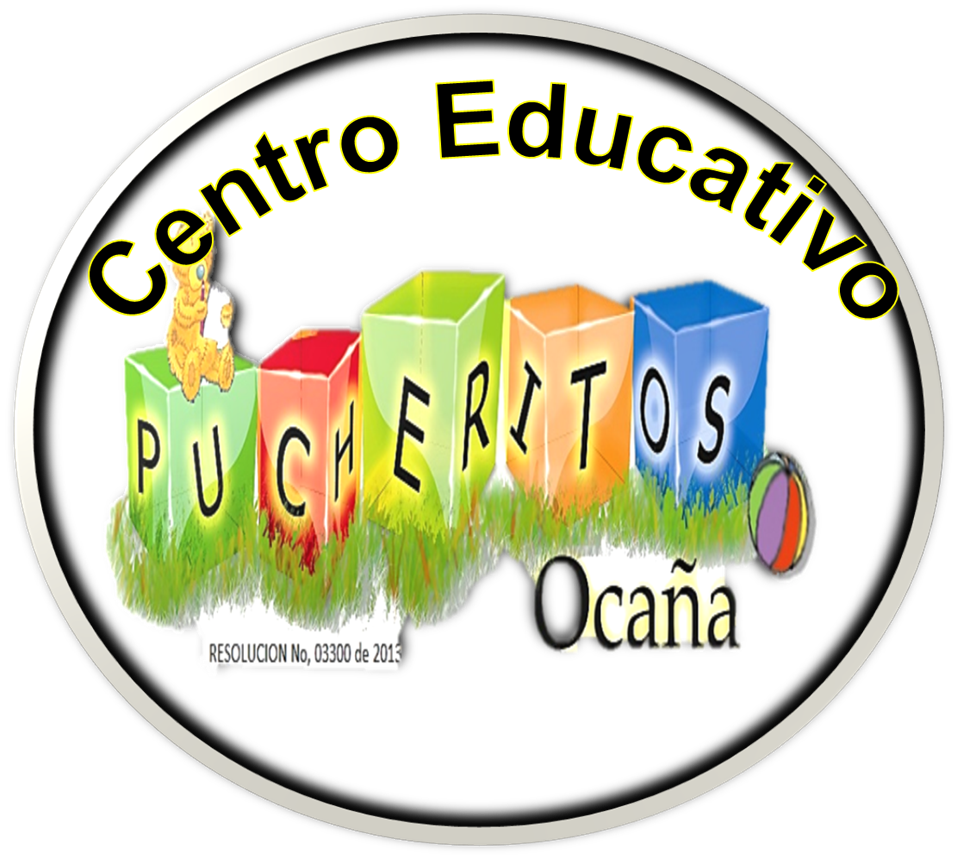 Centro Educativo
PUCHERITOS
Ocaña
RESOLUCION No, 03300 de 2013